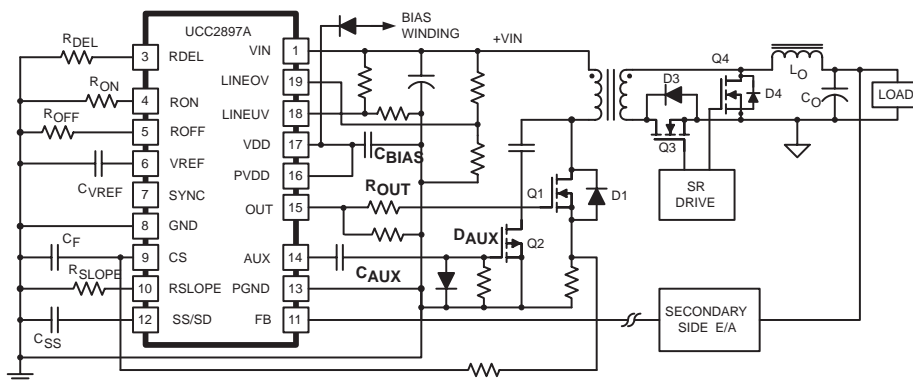 UCC2897A
BIAS
WINDING
+VIN
R_DEL
3 RDEL
VIN 1
R_ON
4 RON
LINEOV 19
R_OFF
5 ROFF
LINEUV 18
C_VREF
6 VREF
VDD 17
C_BIAS
7 SYNC
PVDD 16
8 GND
OUT 15
R_OUT
C_F
9 CS
AUX 14
C_AUX
R_SLOPE
10 RSLOPE
PGND 13
C_SS
12 SS/SD
FB 11
D_AUX
Q2
Q1
D1
D3
Q3
Q4
D4
L_O
C_O
LOAD
SR
DRIVE
SECONDARY
SIDE E/A